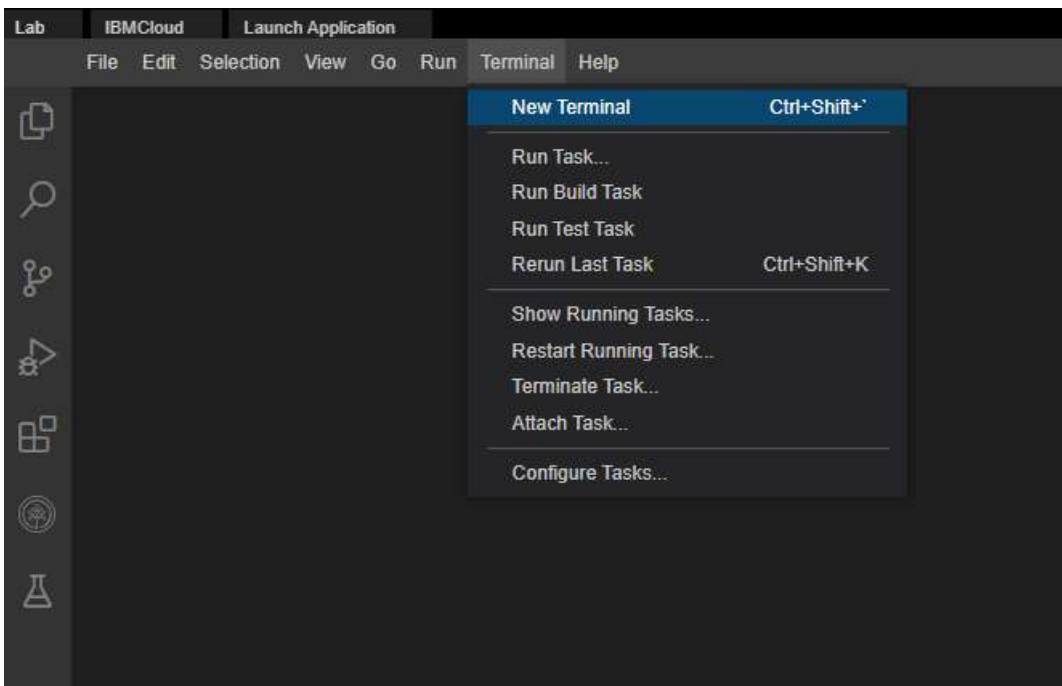 Lab IBMCloud Launch Application
File Edit Selection View Go Run Terminal Help
New Terminal Ctrl+Shift+`
Run Task...
Run Build Task
Run Test Task
Rerun Last Task Ctrl+Shift+K
Show Running Tasks...
Restart Running Task...
Terminate Task...
Attach Task...
Configure Tasks...